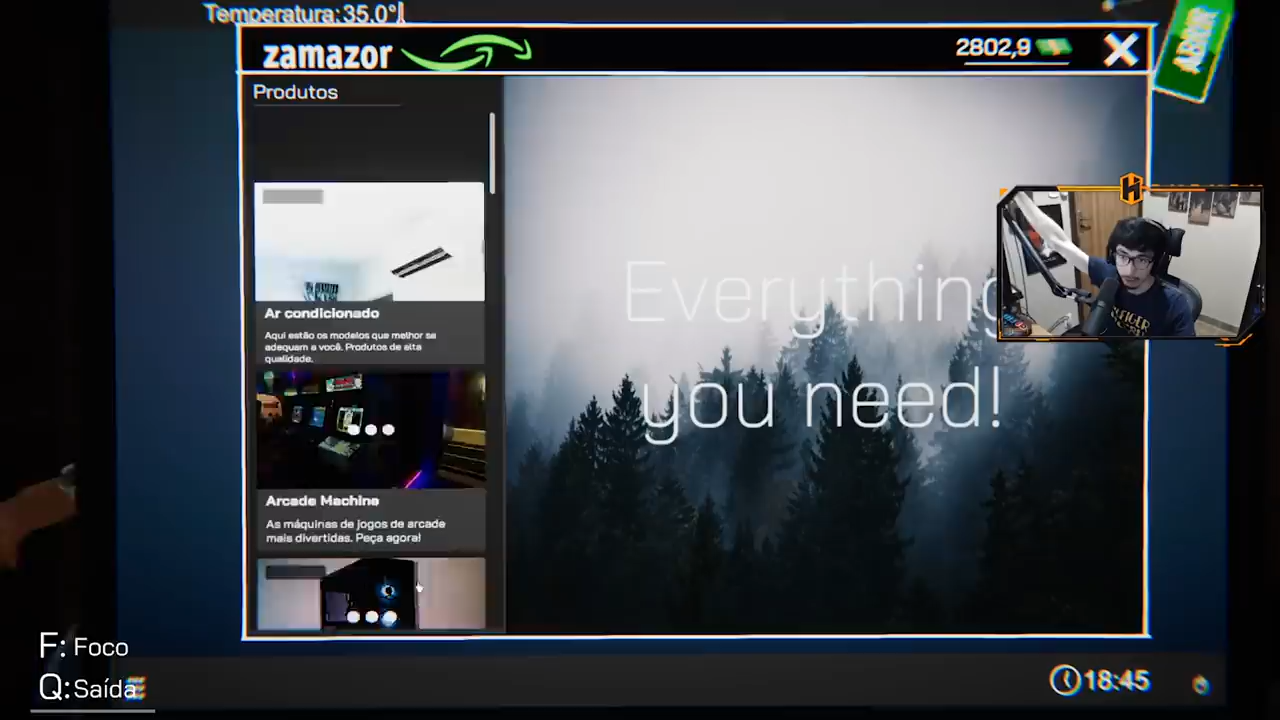 Temperatura:35.0°
zamazor
2802,9
X
ABRIR
Produtos
Ar condicionado
Aqui estão os modelos que melhor se
adequam a você. Produtos de alta
qualidade.
Arcade Machine
As máquinas de jogos de arcade
mais divertidas. Peça agora!
Everything
you need!
F: Foco
Q: Saída
18:45